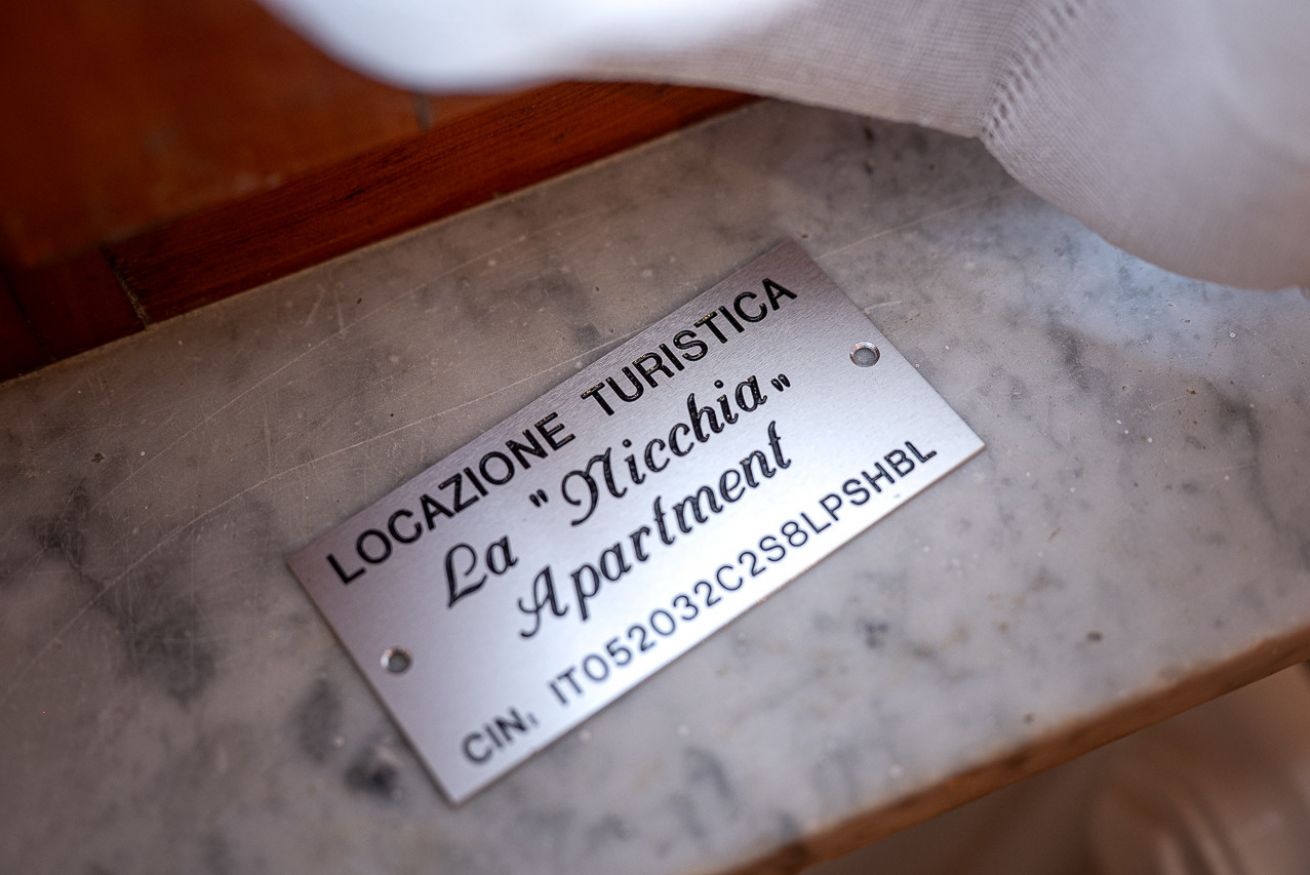 LOCAZIONE TURISTICA
La "Nicchia„
Apartment
CIN. IT052032C2S8LPSHBL